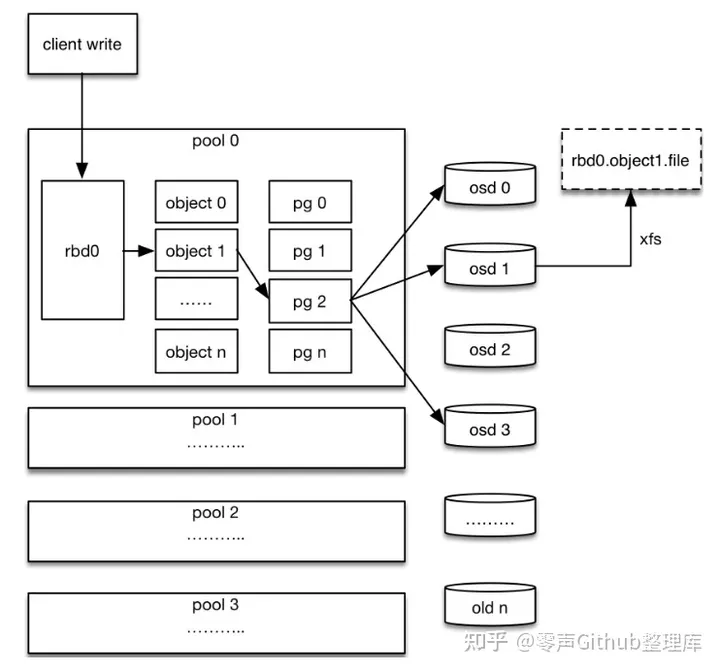 client write
pool 0
rbd0
object 0
object 1
……
object n
pg 0
pg 1
pg 2
pg n
osd 0
osd 1
osd 2
osd 3
………
old n
rbd0.object1.file
xfs
pool 1
………..
pool 2
………..
pool 3
………..
知乎 @零声Github整理库